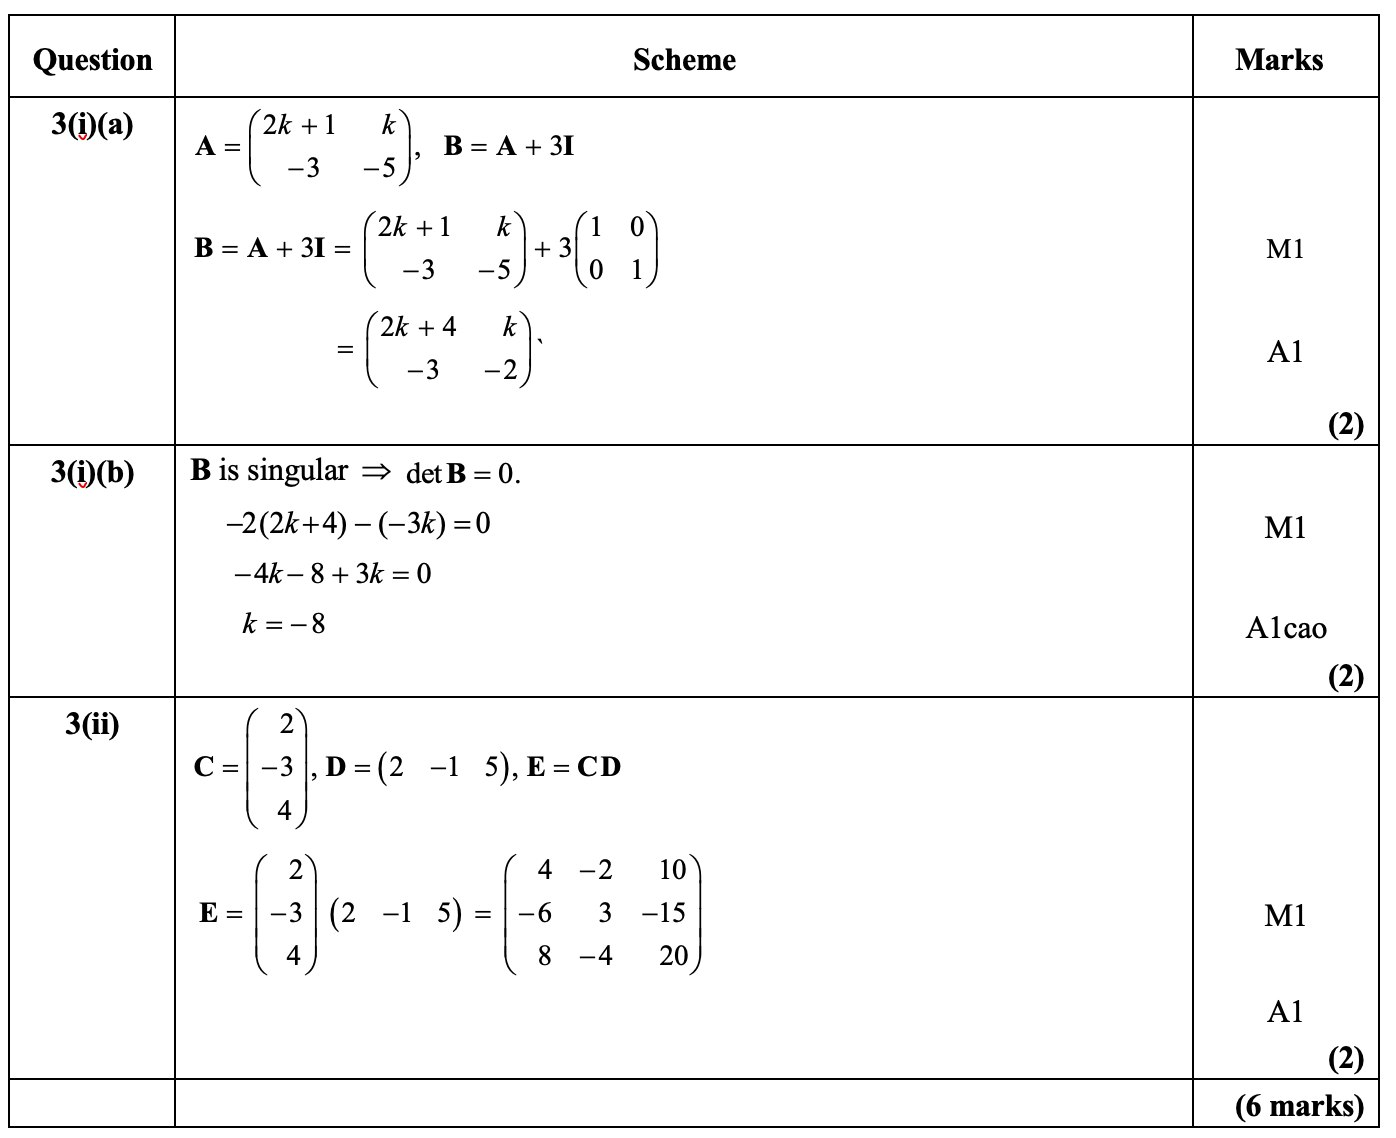 Question Scheme Marks
3(i)(a)
A = ( 2k + 1 k
−3 −5 ), B = A + 3I
B = A + 3I = ( 2k + 1 k
−3 −5 ) + 3 ( 1 0
0 1 ) M1
= ( 2k + 4 k
−3 −2 )` A1
(2)
3(i)(b) B is singular ⇒ det B = 0.
−2(2k+4) − (−3k) = 0 M1
−4k − 8 + 3k = 0
k = − 8 A1cao
(2)
3(ii)
C = ( 2
−3
4 ), D = (2 −1 5), E = CD
E = ( 2
−3
4 ) (2 −1 5) = ( 4 −2 10
−6 3 −15
8 −4 20 ) M1
A1
(2)
(6 marks)